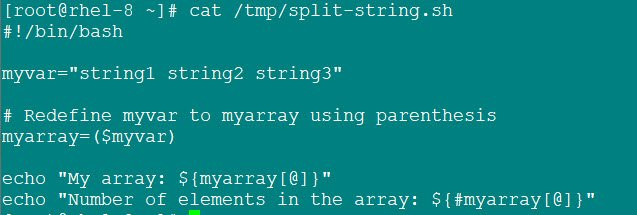 [root@rhel-8 ~]# cat /tmp/split-string.sh
#!/bin/bash
myvar="string1 string2 string3"
# Redefine myvar to myarray using parenthesis
myarray=($myvar)
echo "My array: ${myarray[@]}"
echo "Number of elements in the array: ${#myarray[@]}"